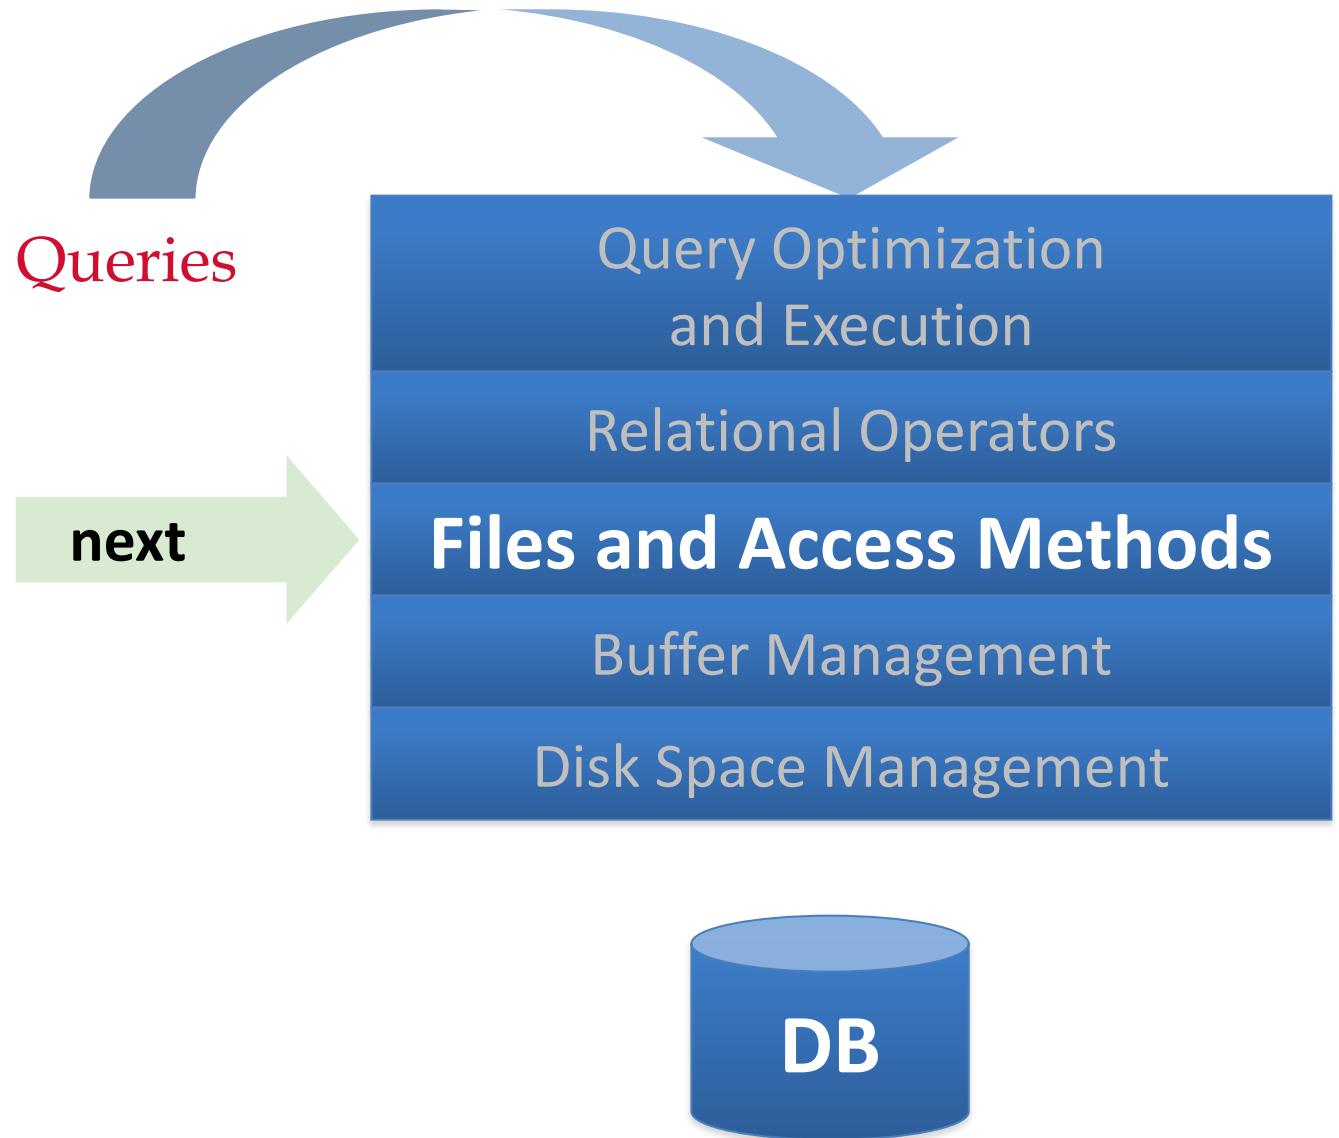 Queries
Query Optimization
and Execution
Relational Operators
next
Files and Access Methods
Buffer Management
Disk Space Management
DB